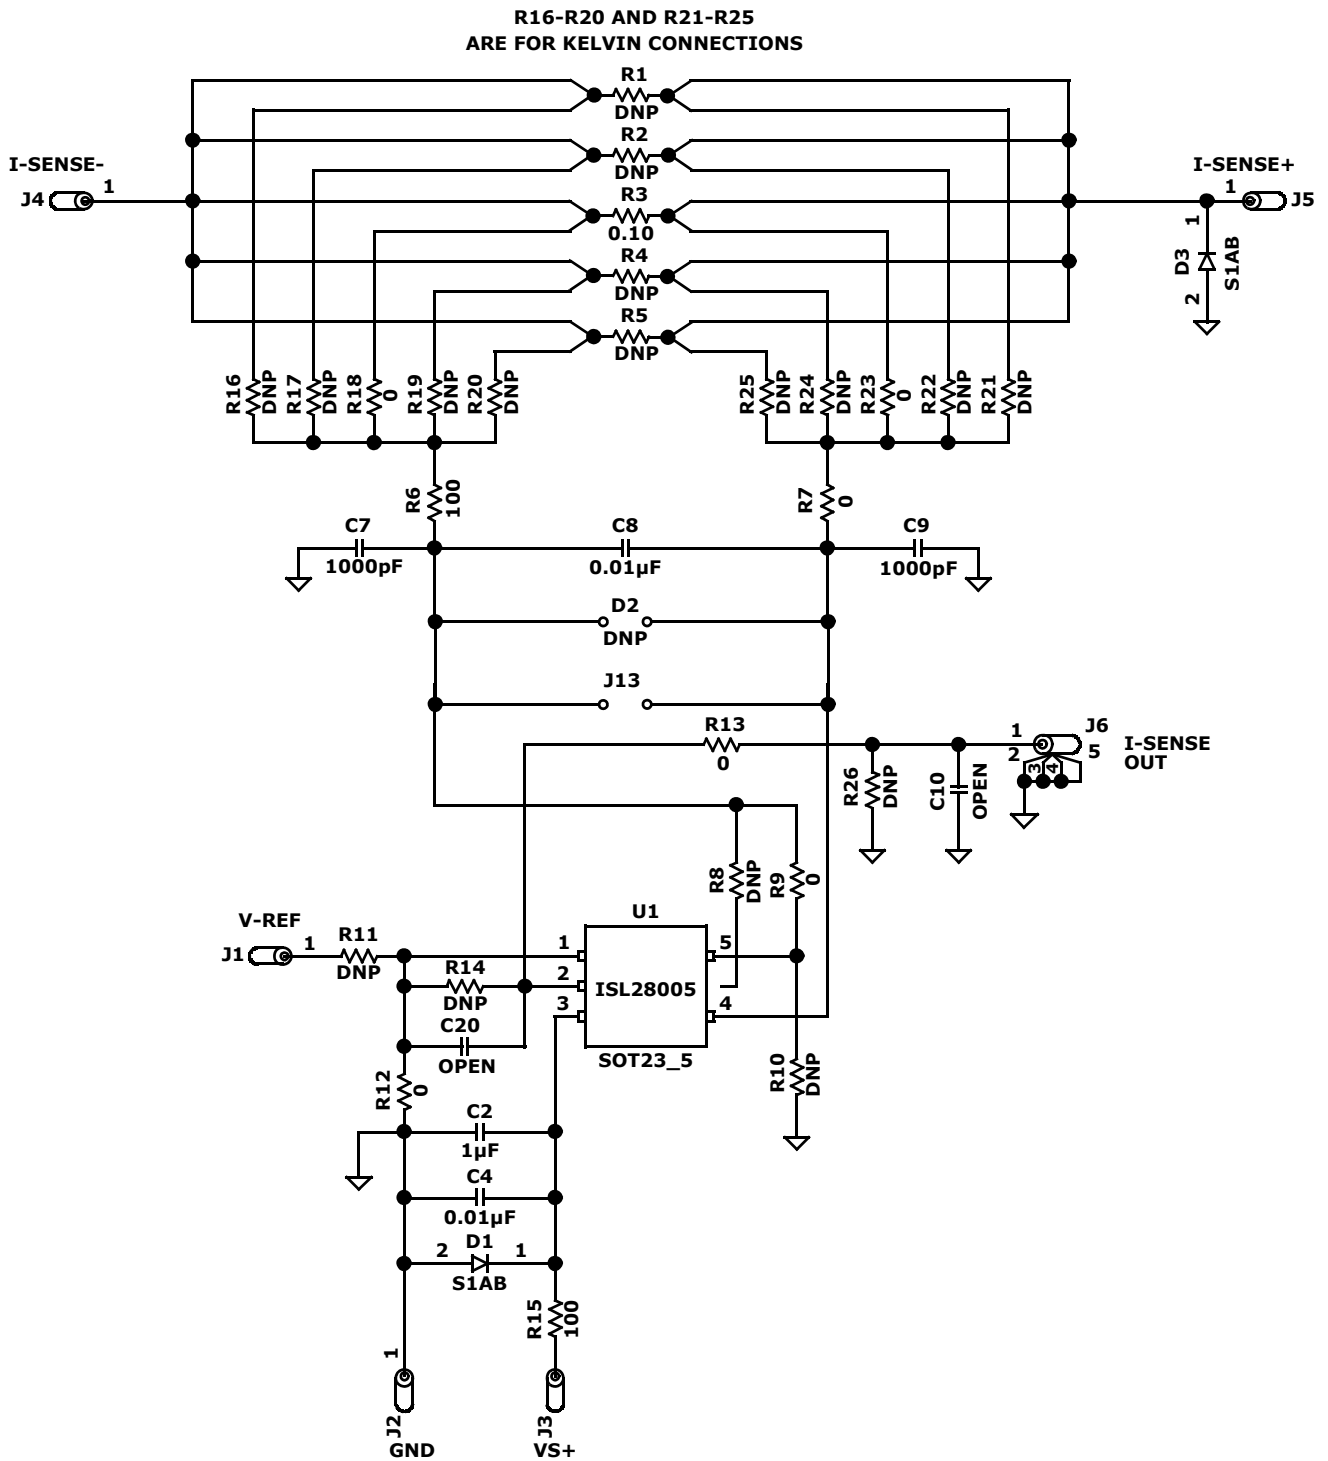 R16-R20 AND R21-R25
ARE FOR KELVIN CONNECTIONS
R1
DNP
R2
DNP
I-SENSE-
J4
1
R3
0.10
I-SENSE+
1
J5
1
D3
S1AB
2
R4
DNP
R5
DNP
R16
DNP
R17
DNP
R18
0
R19
DNP
R20
DNP
R25
DNP
R24
DNP
R23
0
R22
DNP
R21
DNP
R6
100
R7
0
C7
1000pF
C8
0.01µF
C9
1000pF
D2
DNP
J13
R13
0
1
J6
2
3
4
5
I-SENSE
OUT
R26
DNP
C10
OPEN
R8
DNP
R9
0
V-REF
J1
1
R11
DNP
U1
1
5
R14
DNP
2
ISL28005
3
4
C20
OPEN
SOT23_5
R12
0
R10
DNP
C2
1µF
C4
0.01µF
D1
2
1
S1AB
R15
100
1
J2
GND
J3
VS+